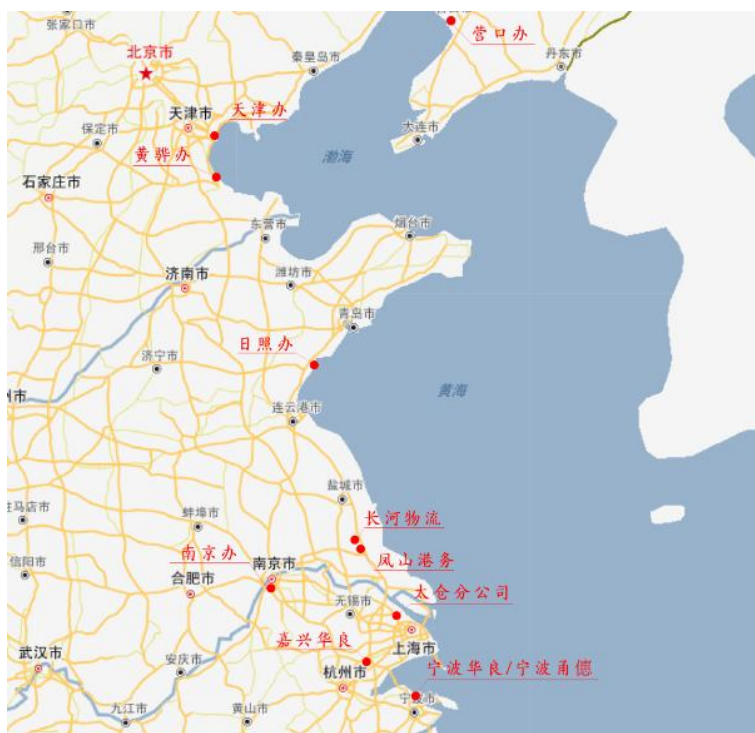 张家口市
营口办
北京市
秦皇岛市
丹东市
天津市
天津办
保定市
大连市
黄骅办
渤海
石家庄市
东营市
烟台市
邢台市
济南市
潍坊市
青岛市
日照办
济宁市
黄海
州市
连云港市
盐城市
驻马店市
蚌埠市
长河物流
南京办
南京市
凤山港务
信阳市
合肥市
太仓分公司
无锡市
嘉兴华良
上海市
武汉市
安庆市
杭州市
宁波华良/宁波甬德
宁波市
九江市
黄山市